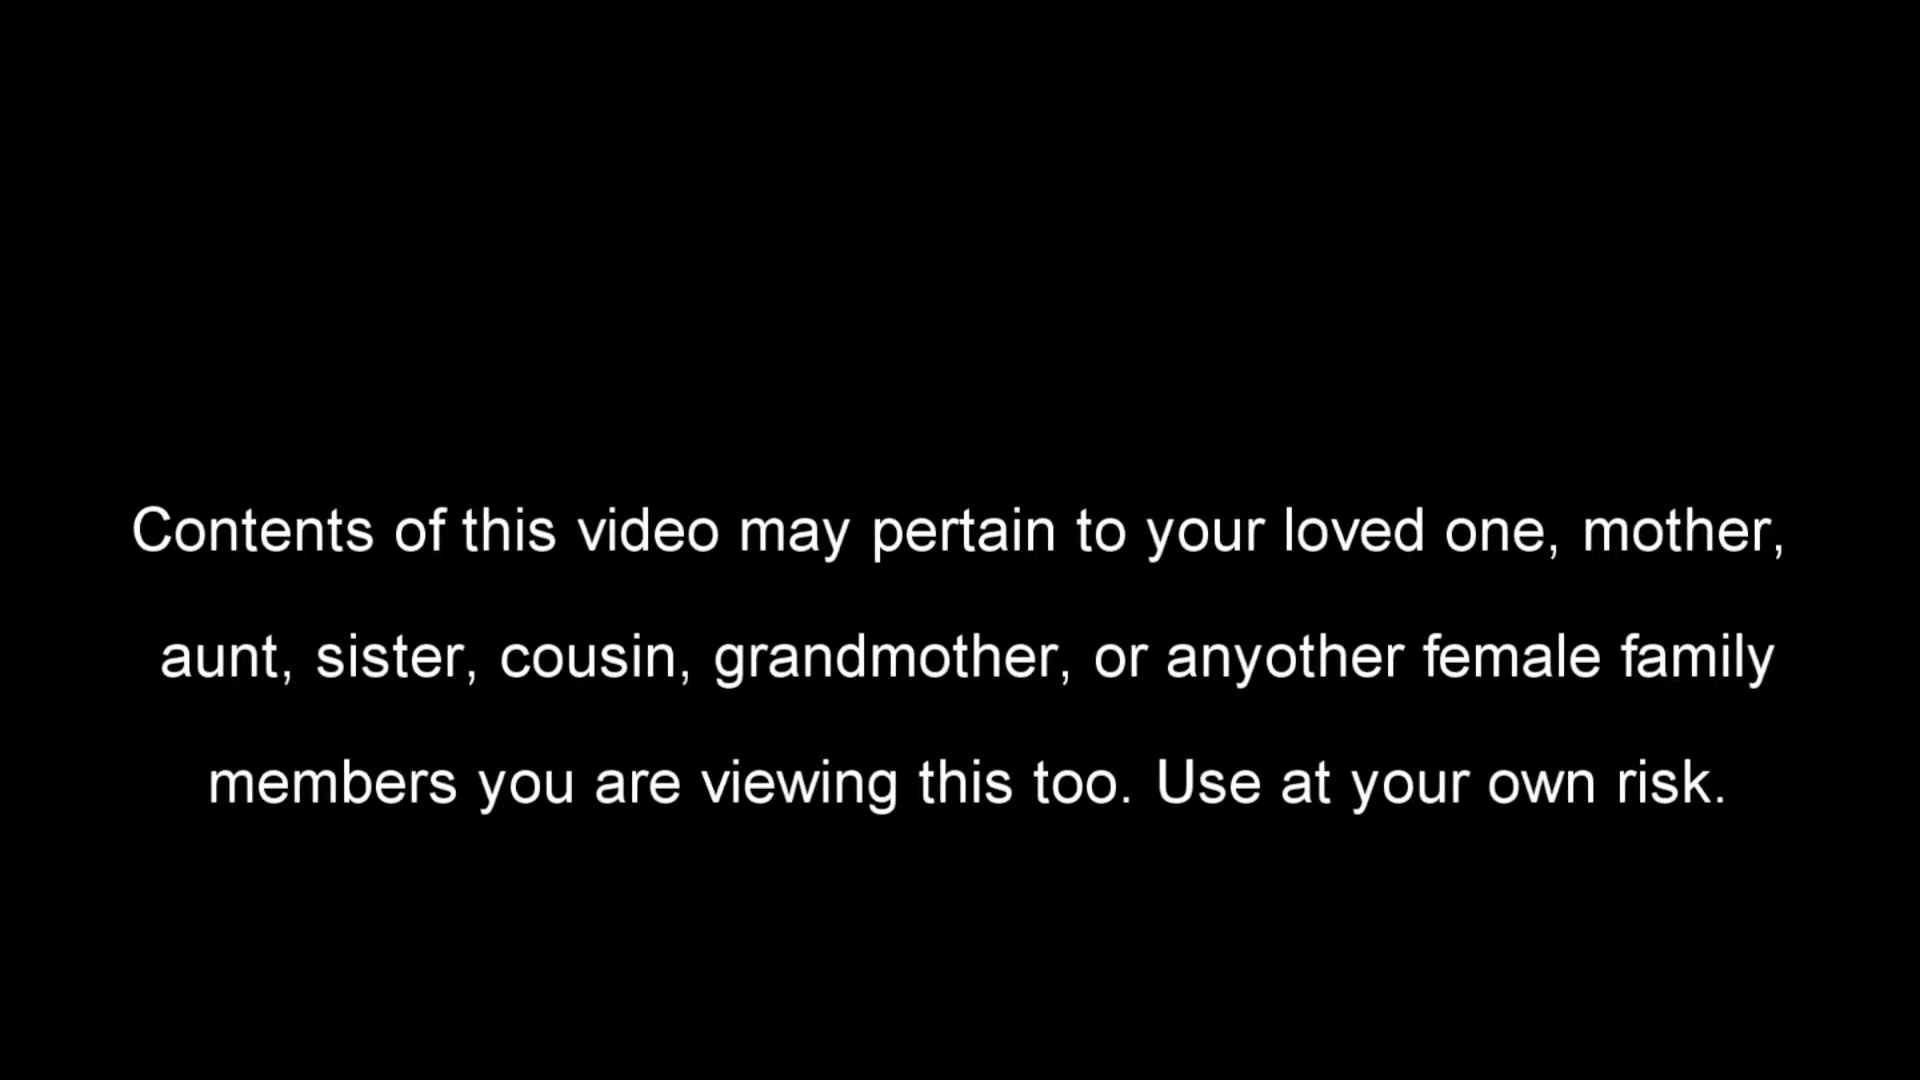 Contents of this video may pertain to your loved one, mother,
aunt, sister, cousin, grandmother, or anyother female family
members you are viewing this too. Use at your own risk.